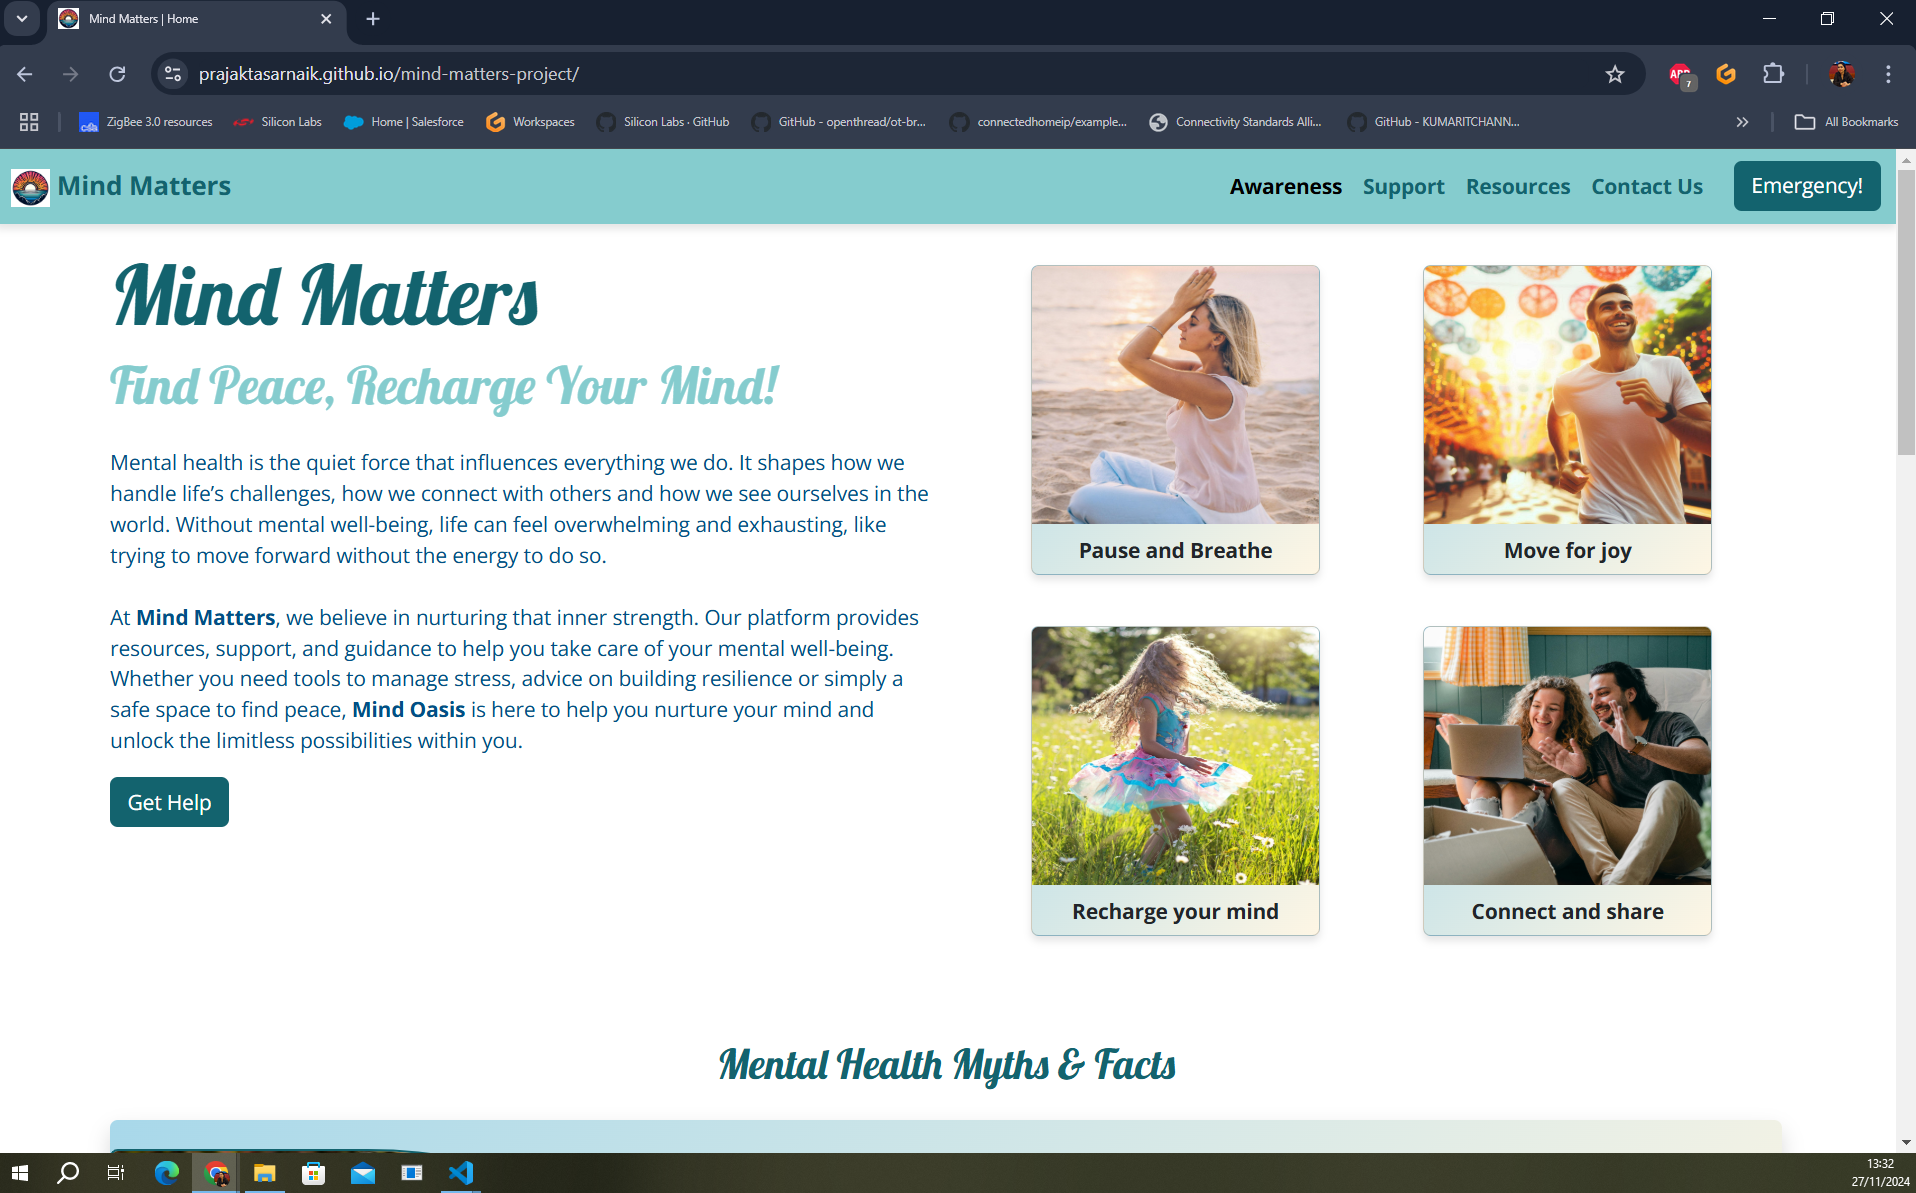 Mind Matters | Home
prajaktasarnaik.github.io/mind-matters-project/
ABP
7
ZigBee 3.0 resources
Silicon Labs
Home | Salesforce
Workspaces
Silicon Labs · GitHub
GitHub - openthread/ot-br...
connectedhomeip/example...
Connectivity Standards Alli...
GitHub - KUMARITCHANN...
All Bookmarks
Mind Matters
Awareness
Support
Resources
Contact Us
Emergency!
Mind Matters
Find Peace, Recharge Your Mind!
Mental health is the quiet force that influences everything we do. It shapes how we
handle life’s challenges, how we connect with others and how we see ourselves in the
world. Without mental well-being, life can feel overwhelming and exhausting, like
trying to move forward without the energy to do so.
At Mind Matters, we believe in nurturing that inner strength. Our platform provides
resources, support, and guidance to help you take care of your mental well-being.
Whether you need tools to manage stress, advice on building resilience or simply a
safe space to find peace, Mind Oasis is here to help you nurture your mind and
unlock the limitless possibilities within you.
Get Help
Pause and Breathe
Move for joy
Recharge your mind
Connect and share
Mental Health Myths & Facts
13:32
27/11/2024